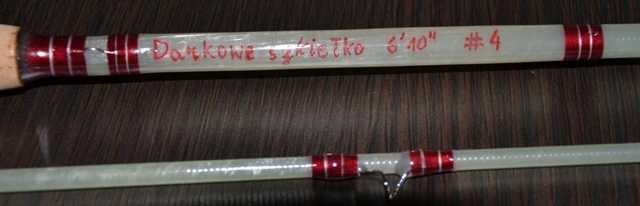 Darkowe szkiełko 6'10" #4